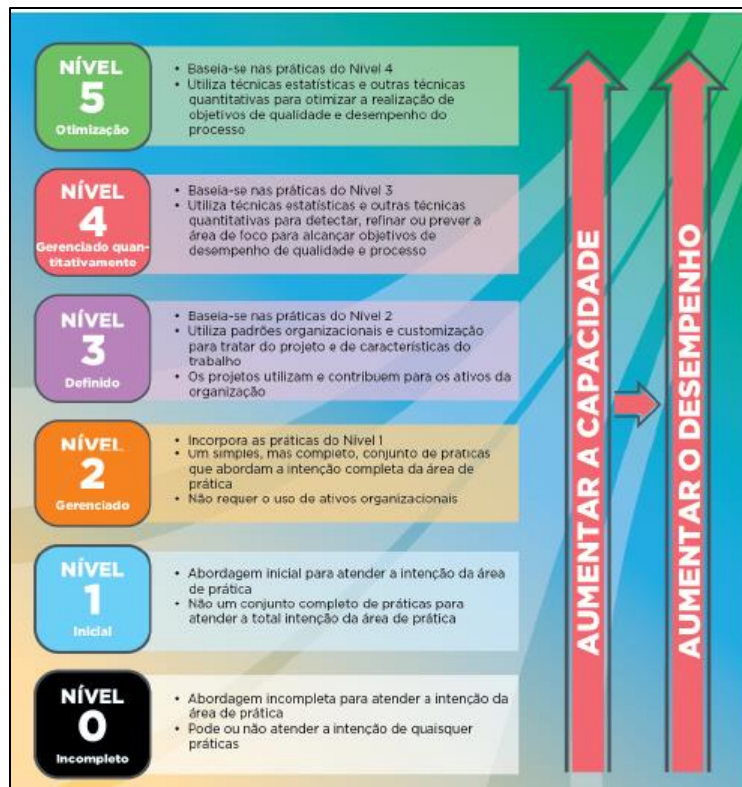 NÍVEL
5
Otimização
• Baseia-se nas práticas do Nível 4
• Utiliza técnicas estatísticas e outras técnicas
quantitativas para otimizar a realização de
objetivos de qualidade e desempenho do
processo
NÍVEL
4
Gerenciado quan-
titativamente
• Baseia-se nas práticas do Nível 3
• Utiliza técnicas estatísticas e outras técnicas
quantitativas para detectar, refinar ou prever a
área de foco para alcançar objetivos de
desempenho de qualidade e processo
NÍVEL
3
Definido
• Baseia-se nas práticas do Nível 2
• Utiliza padrões organizacionais e customização
para tratar do projeto e de características do
trabalho
• Os projetos utilizam e contribuem para os ativos da
organização
NÍVEL
2
Gerenciado
• Incorpora as práticas do Nível 1
• Um simples, mas completo, conjunto de praticas
que abordam a intenção completa da área de
prática
• Não requer o uso de ativos organizacionais
NÍVEL
1
Inicial
• Abordagem inicial para atender a intenção da área
de prática
• Não um conjunto completo de práticas para
atender a total intenção da área de prática
NÍVEL
0
Incompleto
• Abordagem incompleta para atender a intenção da
área de prática
• Pode ou não atender a intenção de quaisquer
práticas
AUMENTAR A CAPACIDADE
AUMENTAR O DESEMPENHO